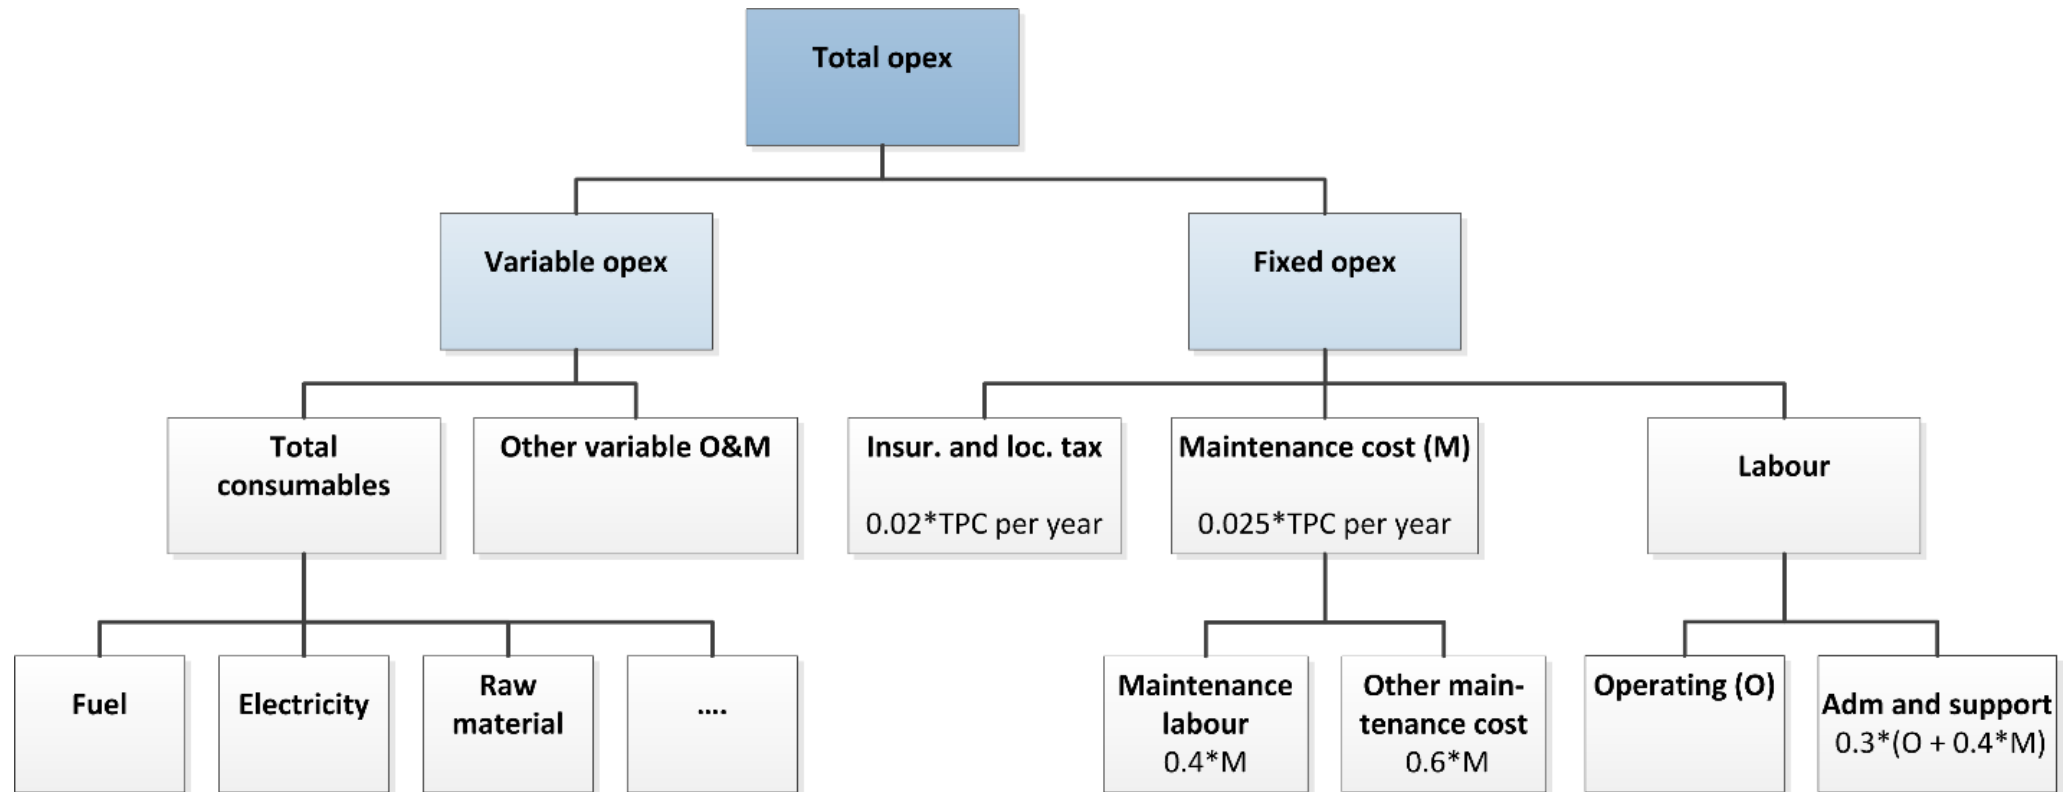 Total opex
Variable opex
Fixed opex
Total
consumables
Other variable O&M
Insur. and loc. tax
0.02*TPC per year
Maintenance cost (M)
0.025*TPC per year
Labour
Fuel
Electricity
Raw
material
....
Maintenance
labour
0.4*M
Other main-
tenance cost
0.6*M
Operating (O)
Adm and support
0.3*(O + 0.4*M)